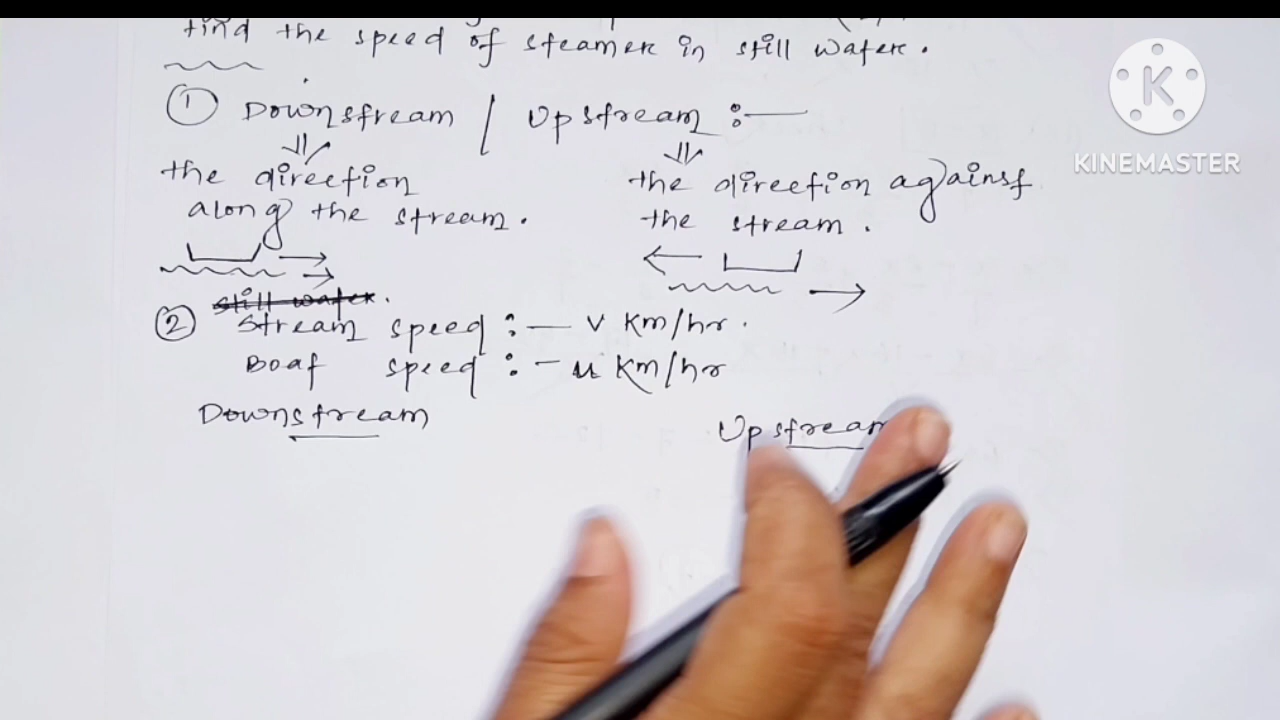 find the speed of steamer in still water.
① Downstream / Upstream :—
the direction
along the stream.
the direction against
the stream.
still water.
② Stream speed :— v km/hr.
Boat speed :— u km/hr
Downstream
Upstream
KINEMASTER